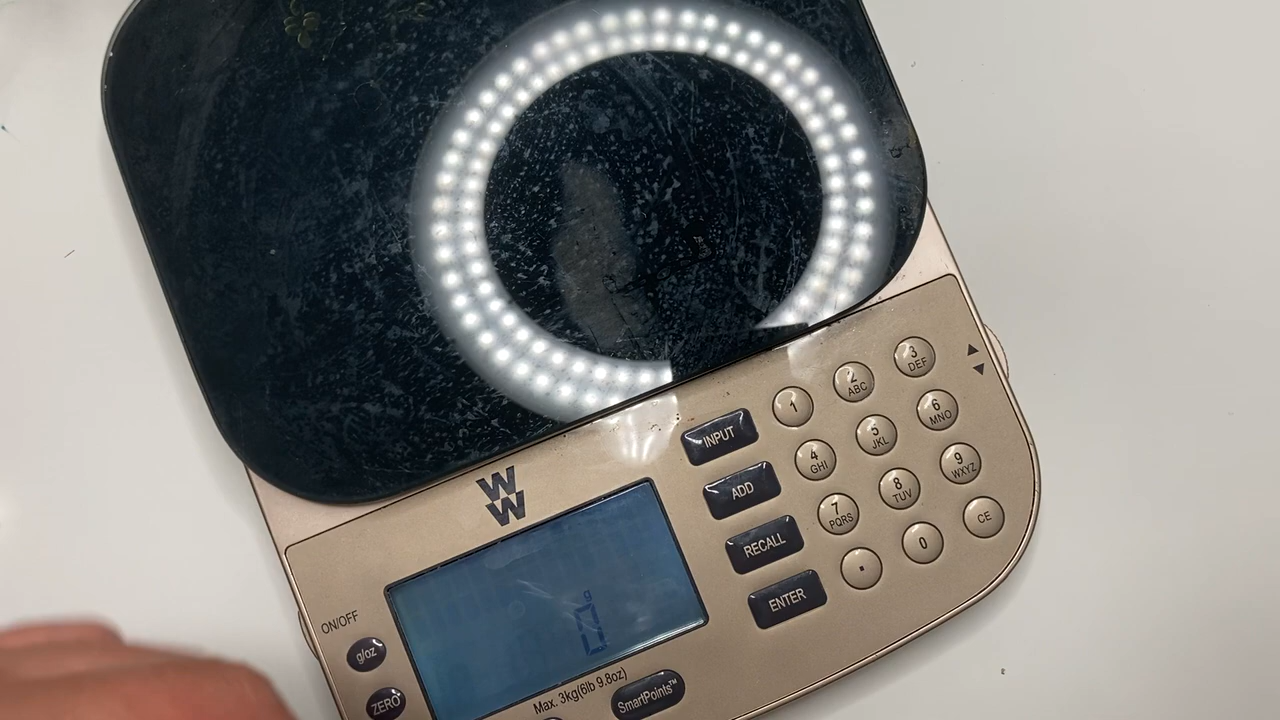 WW
INPUT
1
2 ABC
3 DEF
ADD
4 GHI
5 JKL
6 MNO
RECALL
7 PQRS
8 TUV
9 WXYZ
ENTER
.
0
CE
ON/OFF
g/oz
ZERO
0 g
Max. 3kg(6lb 9.8oz)
SmartPoints™